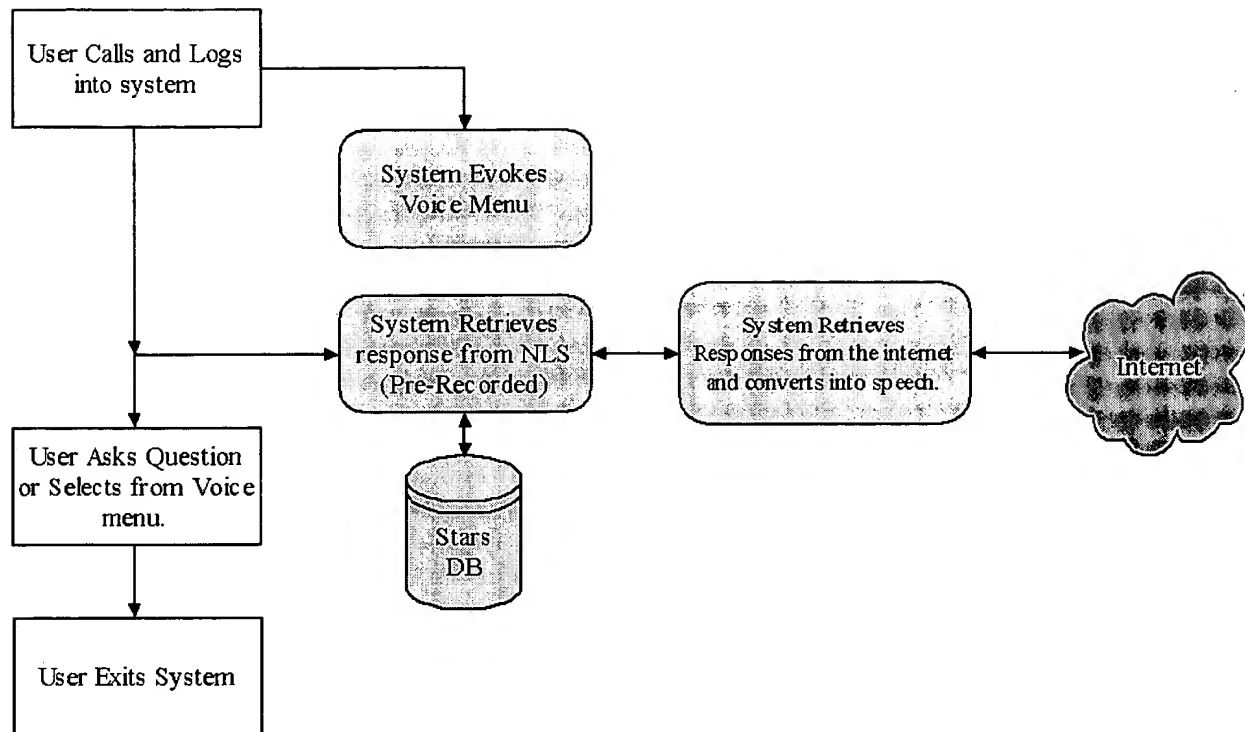 User Calls and Logs
into system
System Evokes
Voice Menu
System Retrieves
response from NLS
(Pre-Recorded)
System Retrieves
Responses from the internet
and converts into speech.
Internet
User Asks Question
or Selects from Voice
menu.
Stars
DB
User Exits System